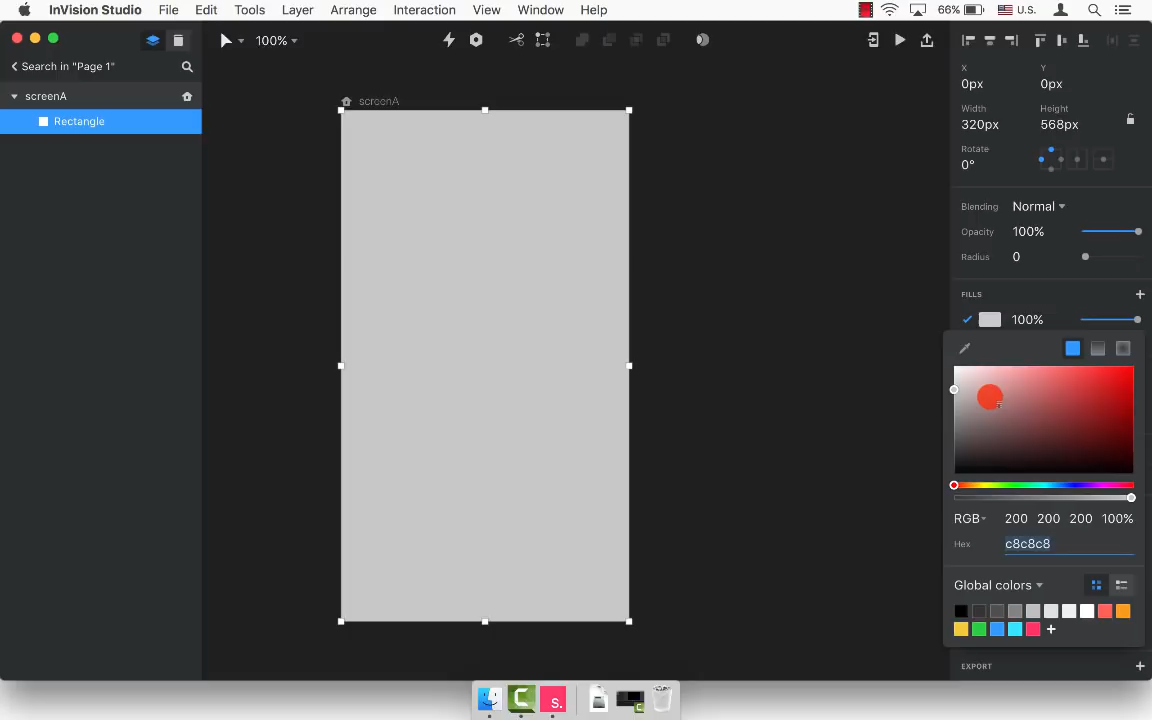 InVision Studio File Edit Tools Layer Arrange Interaction View Window Help 66% U.S.
100%
Search in "Page 1"
screenA
Rectangle
screenA
X Y
0px 0px
Width Height
320px 568px
Rotate
0°
Blending Normal
Opacity 100%
Radius 0
FILLS
100%
RGB 200 200 200 100%
Hex c8c8c8
Global colors
EXPORT
C s.